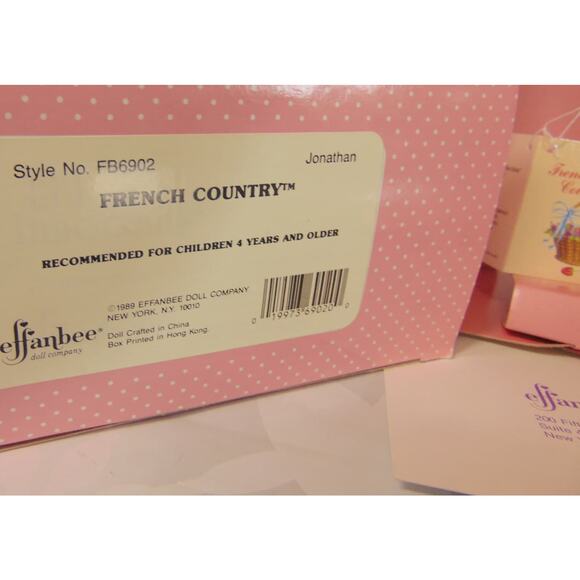 Style No. FB6902 Jonathan
FRENCH COUNTRY™
RECOMMENDED FOR CHILDREN 4 YEARS AND OLDER
©1989 EFFANBEE DOLL COMPANY
NEW YORK, N.Y. 10010
effanbee®
doll company
Doll Crafted in China
Box Printed in Hong Kong.
0 19973 69020 0
effanbee
200
Suite
New